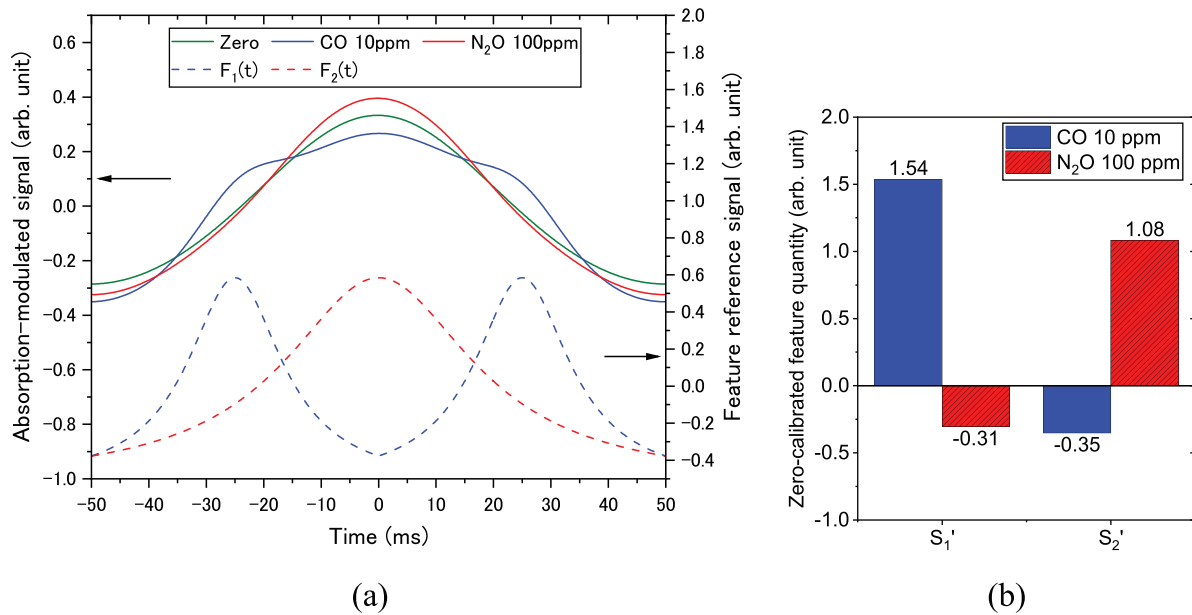 Zero CO 10ppm N₂O 100ppm
F₁(t) F₂(t)
Absorption-modulated signal (arb. unit)
0.6
0.4
0.2
0.0
-0.2
-0.4
-0.6
-0.8
-1.0
2.0
1.8
1.6
1.4
1.2
1.0
0.8
0.6
0.4
0.2
0.0
-0.2
-0.4
Feature reference signal (arb. unit)
-50 -40 -30 -20 -10 0 10 20 30 40 50
Time (ms)
(a)
Zero-calibrated feature quantity (arb. unit)
2.0
1.5
1.0
0.5
0.0
-0.5
-1.0
CO 10 ppm
N₂O 100 ppm
1.54
1.08
-0.31
-0.35
S₁' S₂'
(b)